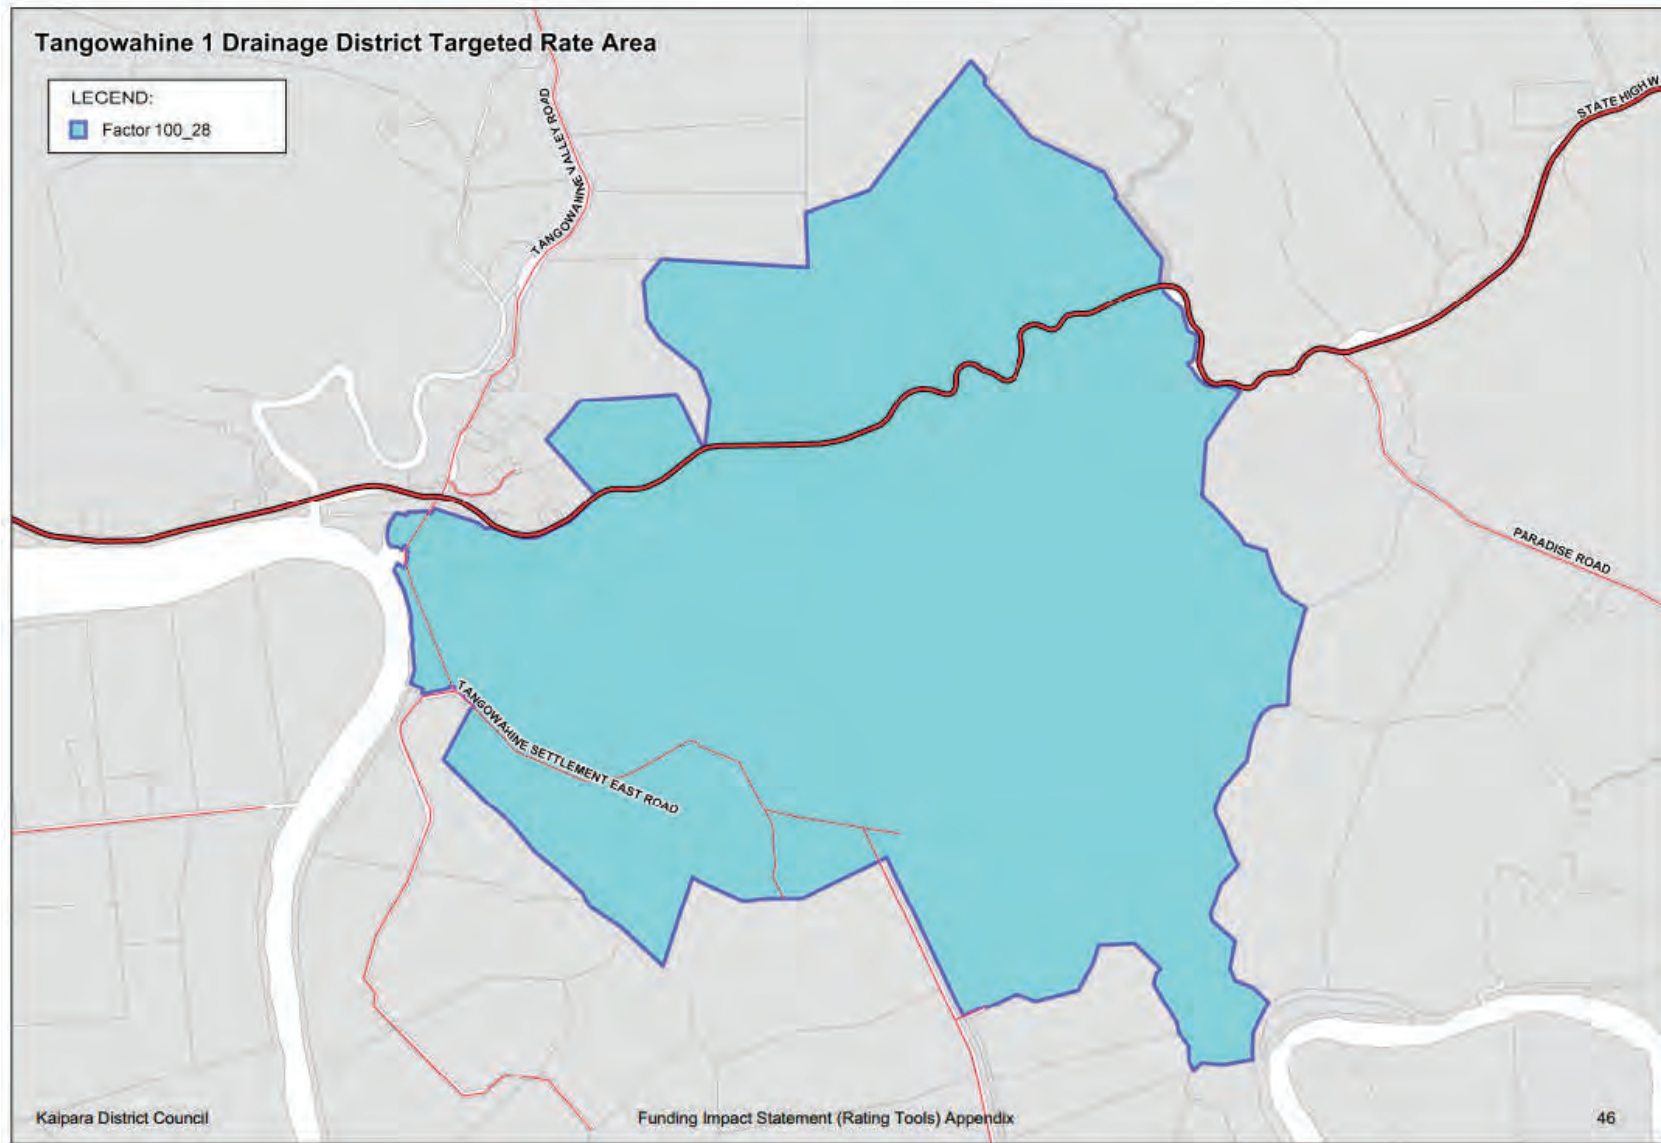 Tangowahine 1 Drainage District Targeted Rate Area
LEGEND:
Factor 100_28
TANGOWAHINE VALLEY ROAD
STATE HIGHW
PARADISE ROAD
TANGOWAHINE SETTLEMENT EAST ROAD
Kaipara District Council
Funding Impact Statement (Rating Tools) Appendix
46